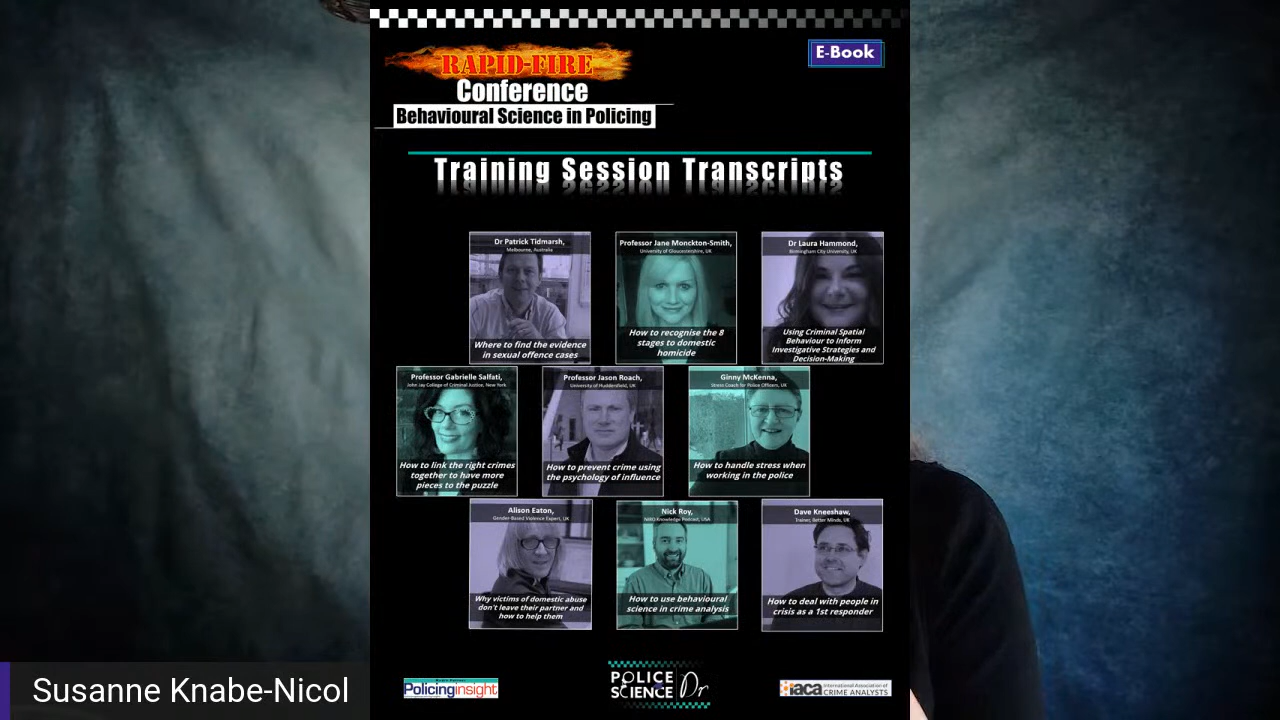 E-Book
RAPID-FIRE
Conference
Behavioural Science in Policing
Training Session Transcripts
Dr Patrick Tidmarsh,
Melbourne, Australia
Where to find the evidence
in sexual offence cases
Professor Jane Monckton-Smith,
University of Gloucestershire, UK
How to recognise the 8
stages to domestic
homicide
Dr Laura Hammond,
Birmingham City University, UK
Using Criminal Spatial
Behaviour to Inform
Investigative Strategies and
Decision-Making
Professor Gabrielle Salfati,
John Jay College of Criminal Justice, New York
How to link the right crimes
together to have more
pieces to the puzzle
Professor Jason Roach,
University of Huddersfield, UK
How to prevent crime using
the psychology of influence
Ginny McKenna,
Stress Coach for Police Officers, UK
How to handle stress when
working in the police
Alison Eaton,
Gender-Based Violence Expert, UK
Why victims of domestic abuse
don't leave their partner and
how to help them
Nick Roy,
Knowledge Podcast, USA
How to use behavioural
science in crime analysis
Dave Kneeshaw,
Trainer, Better Minds, UK
How to deal with people in
crisis as a 1st responder
Policinginsight
POLICE
SCIENCE Dr
iaca International Association of
CRIME ANALYSTS
Susanne Knabe-Nicol